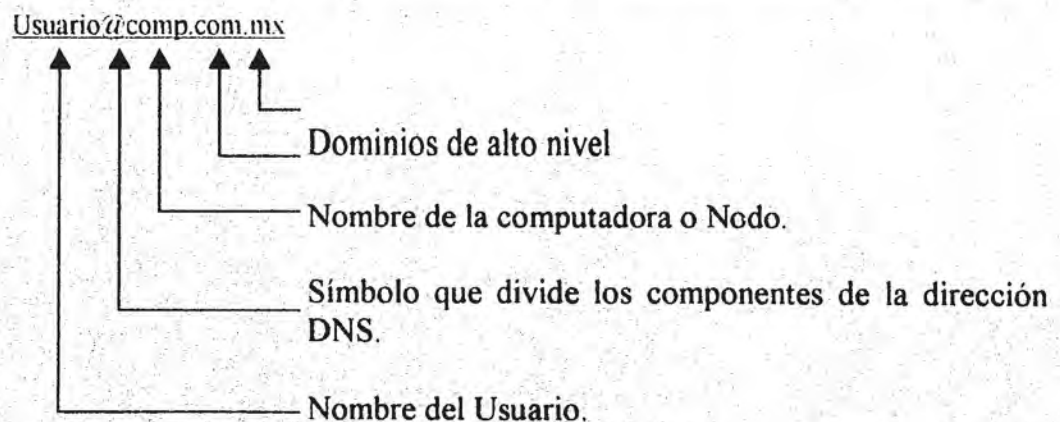 Usuario@comp.com.mx
Dominios de alto nivel
Nombre de la computadora o Nodo.
Símbolo que divide los componentes de la dirección
DNS.
Nombre del Usuario.